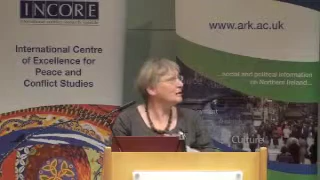 INCORE
International Centre
of Excellence for
Peace and
Conflict Studies
www.ark.ac.uk
social and political information
on Northern Ireland...
Culture